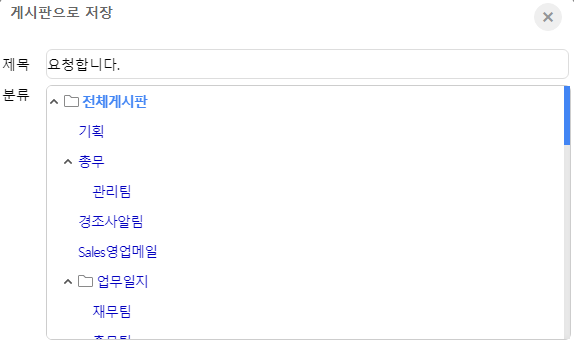 게시판으로 저장
제목 요청합니다.
분류
전체게시판
기획
총무
관리팀
경조사알림
Sales영업메일
업무일지
재무팀